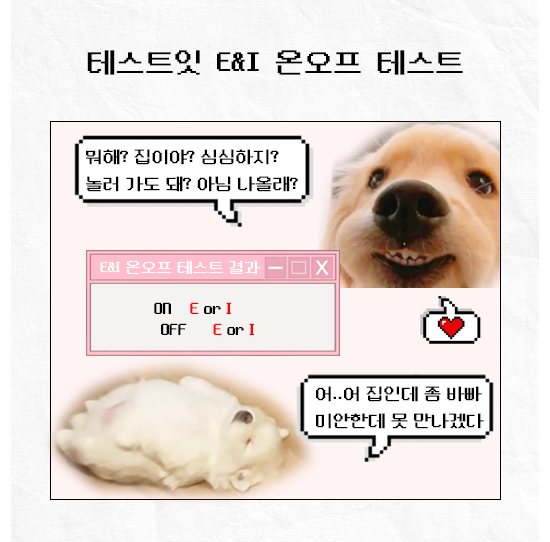 테스트잇 E&I 온오프 테스트
뭐해? 집이야? 심심하지?
놀러 가도 돼? 아님 나올래?
E&I 온오프 테스트 결과
ON E or I
OFF E or I
어..어 집인데 좀 바빠
미안한데 못 만나겠다